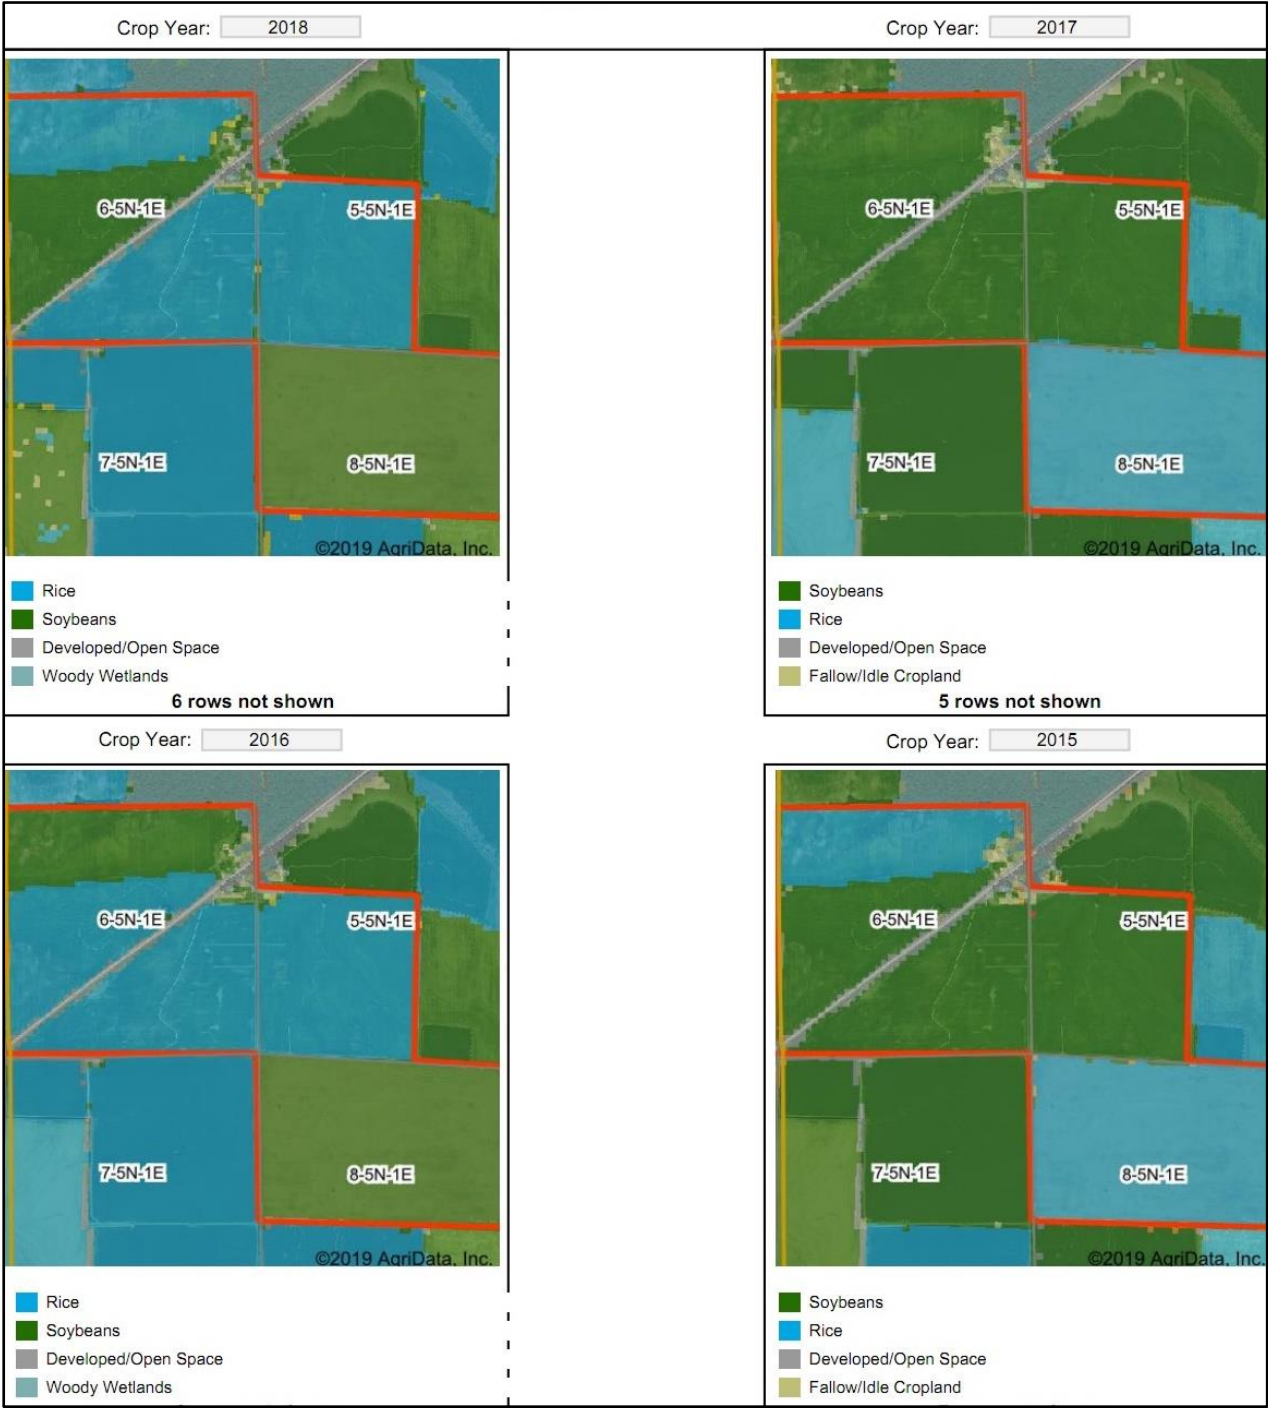 Crop Year: 2018
6-5N-1E
5-5N-1E
7-5N-1E
8-5N-1E
©2019 AgriData, Inc.
Rice
Soybeans
Developed/Open Space
Woody Wetlands
6 rows not shown
Crop Year: 2017
6-5N-1E
5-5N-1E
7-5N-1E
8-5N-1E
©2019 AgriData, Inc.
Soybeans
Rice
Developed/Open Space
Fallow/Idle Cropland
5 rows not shown
Crop Year: 2016
6-5N-1E
5-5N-1E
7-5N-1E
8-5N-1E
©2019 AgriData, Inc.
Rice
Soybeans
Developed/Open Space
Woody Wetlands
Crop Year: 2015
6-5N-1E
5-5N-1E
7-5N-1E
8-5N-1E
©2019 AgriData, Inc.
Soybeans
Rice
Developed/Open Space
Fallow/Idle Cropland